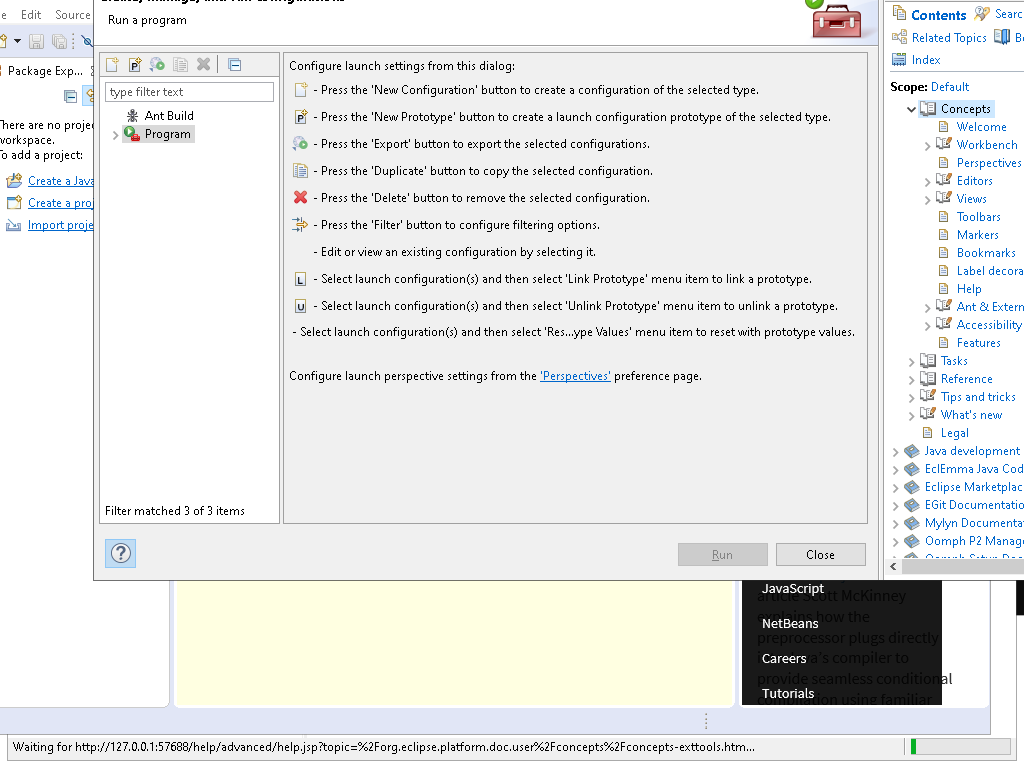 Edit Source
Run a program
Contents Searc
Related Topics Bo
Index
Package Exp...
Configure launch settings from this dialog:
type filter text
- Press the 'New Configuration' button to create a configuration of the selected type.
Scope: Default
Ant Build
Program
- Press the 'New Prototype' button to create a launch configuration prototype of the selected type.
- Press the 'Export' button to export the selected configurations.
- Press the 'Duplicate' button to copy the selected configuration.
- Press the 'Delete' button to remove the selected configuration.
- Press the 'Filter' button to configure filtering options.
- Edit or view an existing configuration by selecting it.
L - Select launch configuration(s) and then select 'Link Prototype' menu item to link a prototype.
U - Select launch configuration(s) and then select 'Unlink Prototype' menu item to unlink a prototype.
- Select launch configuration(s) and then select 'Res...ype Values' menu item to reset with prototype values.
Configure launch perspective settings from the 'Perspectives' preference page.
here are no proje
workspace.
To add a project:
Create a Java
Create a pro
Import proje
Filter matched 3 of 3 items
Run
Close
Concepts
Welcome
Workbench
Perspectives
Editors
Views
Toolbars
Markers
Bookmarks
Label decora
Help
Ant & Extern
Accessibility
Features
Tasks
Reference
Tips and tricks
What's new
Legal
Java development
EclEmma Java Cod
Eclipse Marketplac
EGit Documentatio
Mylyn Documenta
Oomph P2 Manag
JavaScript
article Scott McKinney
explains how the
NetBeans
preprocessor plugs directly
Careers
's compiler to
provide seamless conditional
Tutorials
compilation using familiar
Waiting for http://127.0.0.1:57688/help/advanced/help.jsp?topic=%2Forg.eclipse.platform.doc.user%2Fconcepts%2Fconcepts-exttools.htm...